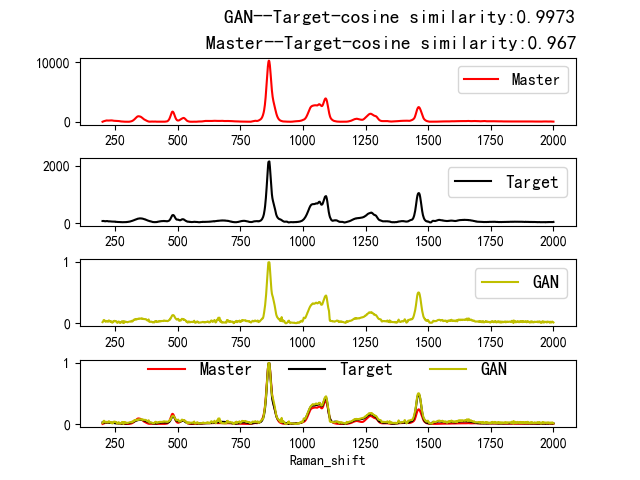 GAN--Target-cosine similarity:0.9973
Master--Target-cosine similarity:0.967
10000
0
Master
250 500 750 1000 1250 1500 1750 2000
2000
0
Target
250 500 750 1000 1250 1500 1750 2000
1
0
GAN
250 500 750 1000 1250 1500 1750 2000
1
0
Master Target GAN
250 500 750 1000 1250 1500 1750 2000
Raman_shift